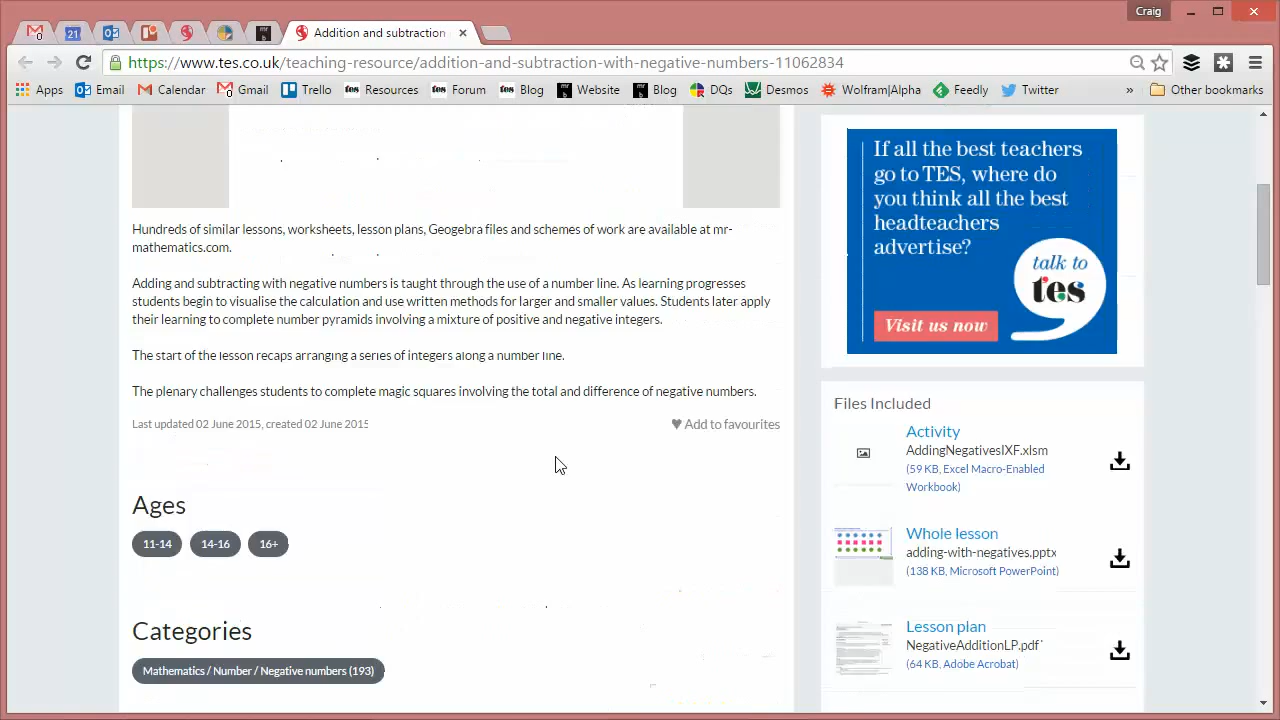 Craig
Addition and subtraction
https://www.tes.co.uk/teaching-resource/addition-and-subtraction-with-negative-numbers-11062834
Apps Email Calendar Gmail Trello tes Resources tes Forum tes Blog mr b Website mr b Blog DQs Desmos Wolfram|Alpha Feedly Twitter » Other bookmarks
Hundreds of similar lessons, worksheets, lesson plans, Geogebra files and schemes of work are available at mr-
mathematics.com.
Adding and subtracting with negative numbers is taught through the use of a number line. As learning progresses
students begin to visualise the calculation and use written methods for larger and smaller values. Students later apply
their learning to complete number pyramids involving a mixture of positive and negative integers.
The start of the lesson recaps arranging a series of integers along a number line.
The plenary challenges students to complete magic squares involving the total and difference of negative numbers.
Last updated 02 June 2015, created 02 June 2015
Add to favourites
Ages
11-14 14-16 16+
Categories
Mathematics / Number / Negative numbers (193)
If all the best teachers
go to TES, where do
you think all the best
headteachers
advertise?
talk to
tes
Visit us now
Files Included
Activity
AddingNegativesIXF.xlsm
(59 KB, Excel Macro-Enabled
Workbook)
Whole lesson
adding-with-negatives.pptx
(138 KB, Microsoft PowerPoint)
Lesson plan
NegativeAdditionLP.pdf
(64 KB, Adobe Acrobat)